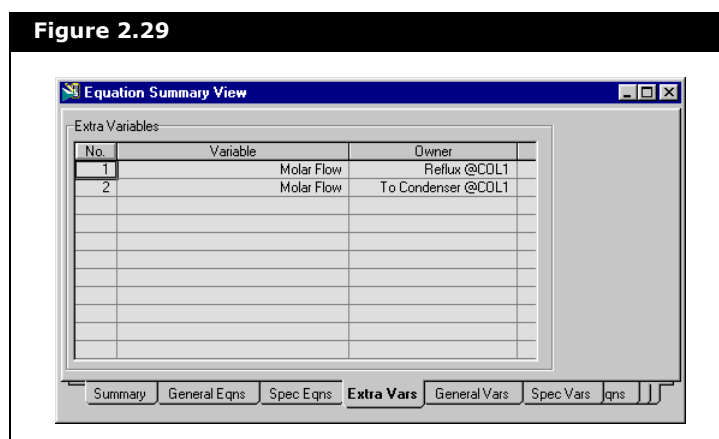 Figure 2.29
Equation Summary View
Extra Variables
No. Variable Owner
1 Molar Flow Reflux @COL1
2 Molar Flow To Condenser @COL1
Summary General Eqns Spec Eqns Extra Vars General Vars Spec Vars qns